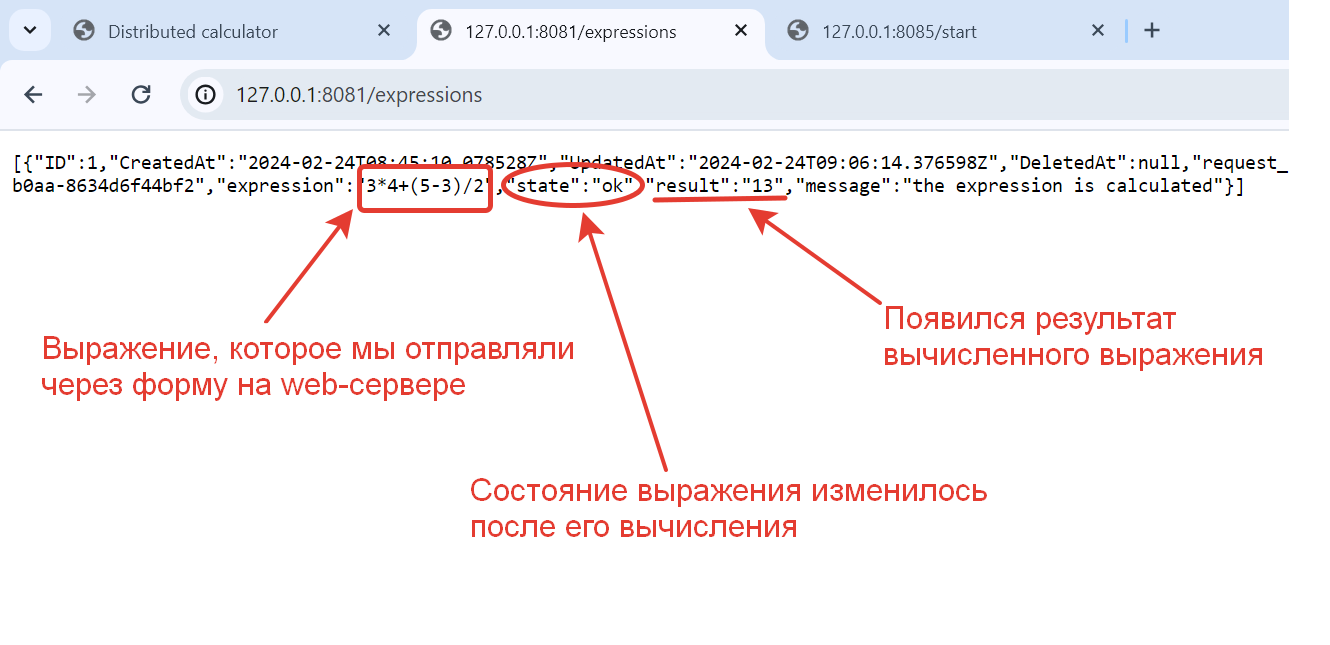 Distributed calculator
127.0.0.1:8081/expressions
127.0.0.1:8085/start
127.0.0.1:8081/expressions
[{"ID":1,"CreatedAt":"2024-02-24T08:45:10.078528Z","UpdatedAt":"2024-02-24T09:06:14.376598Z","DeletedAt":null,"request_
b0aa-8634d6f44bf2","expression":"3*4+(5-3)/2","state":"ok","result":"13","message":"the expression is calculated"}]
Появился результат
вычисленного выражения
Выражение, которое мы отправляли
через форму на web-сервере
Состояние выражения изменилось
после его вычисления